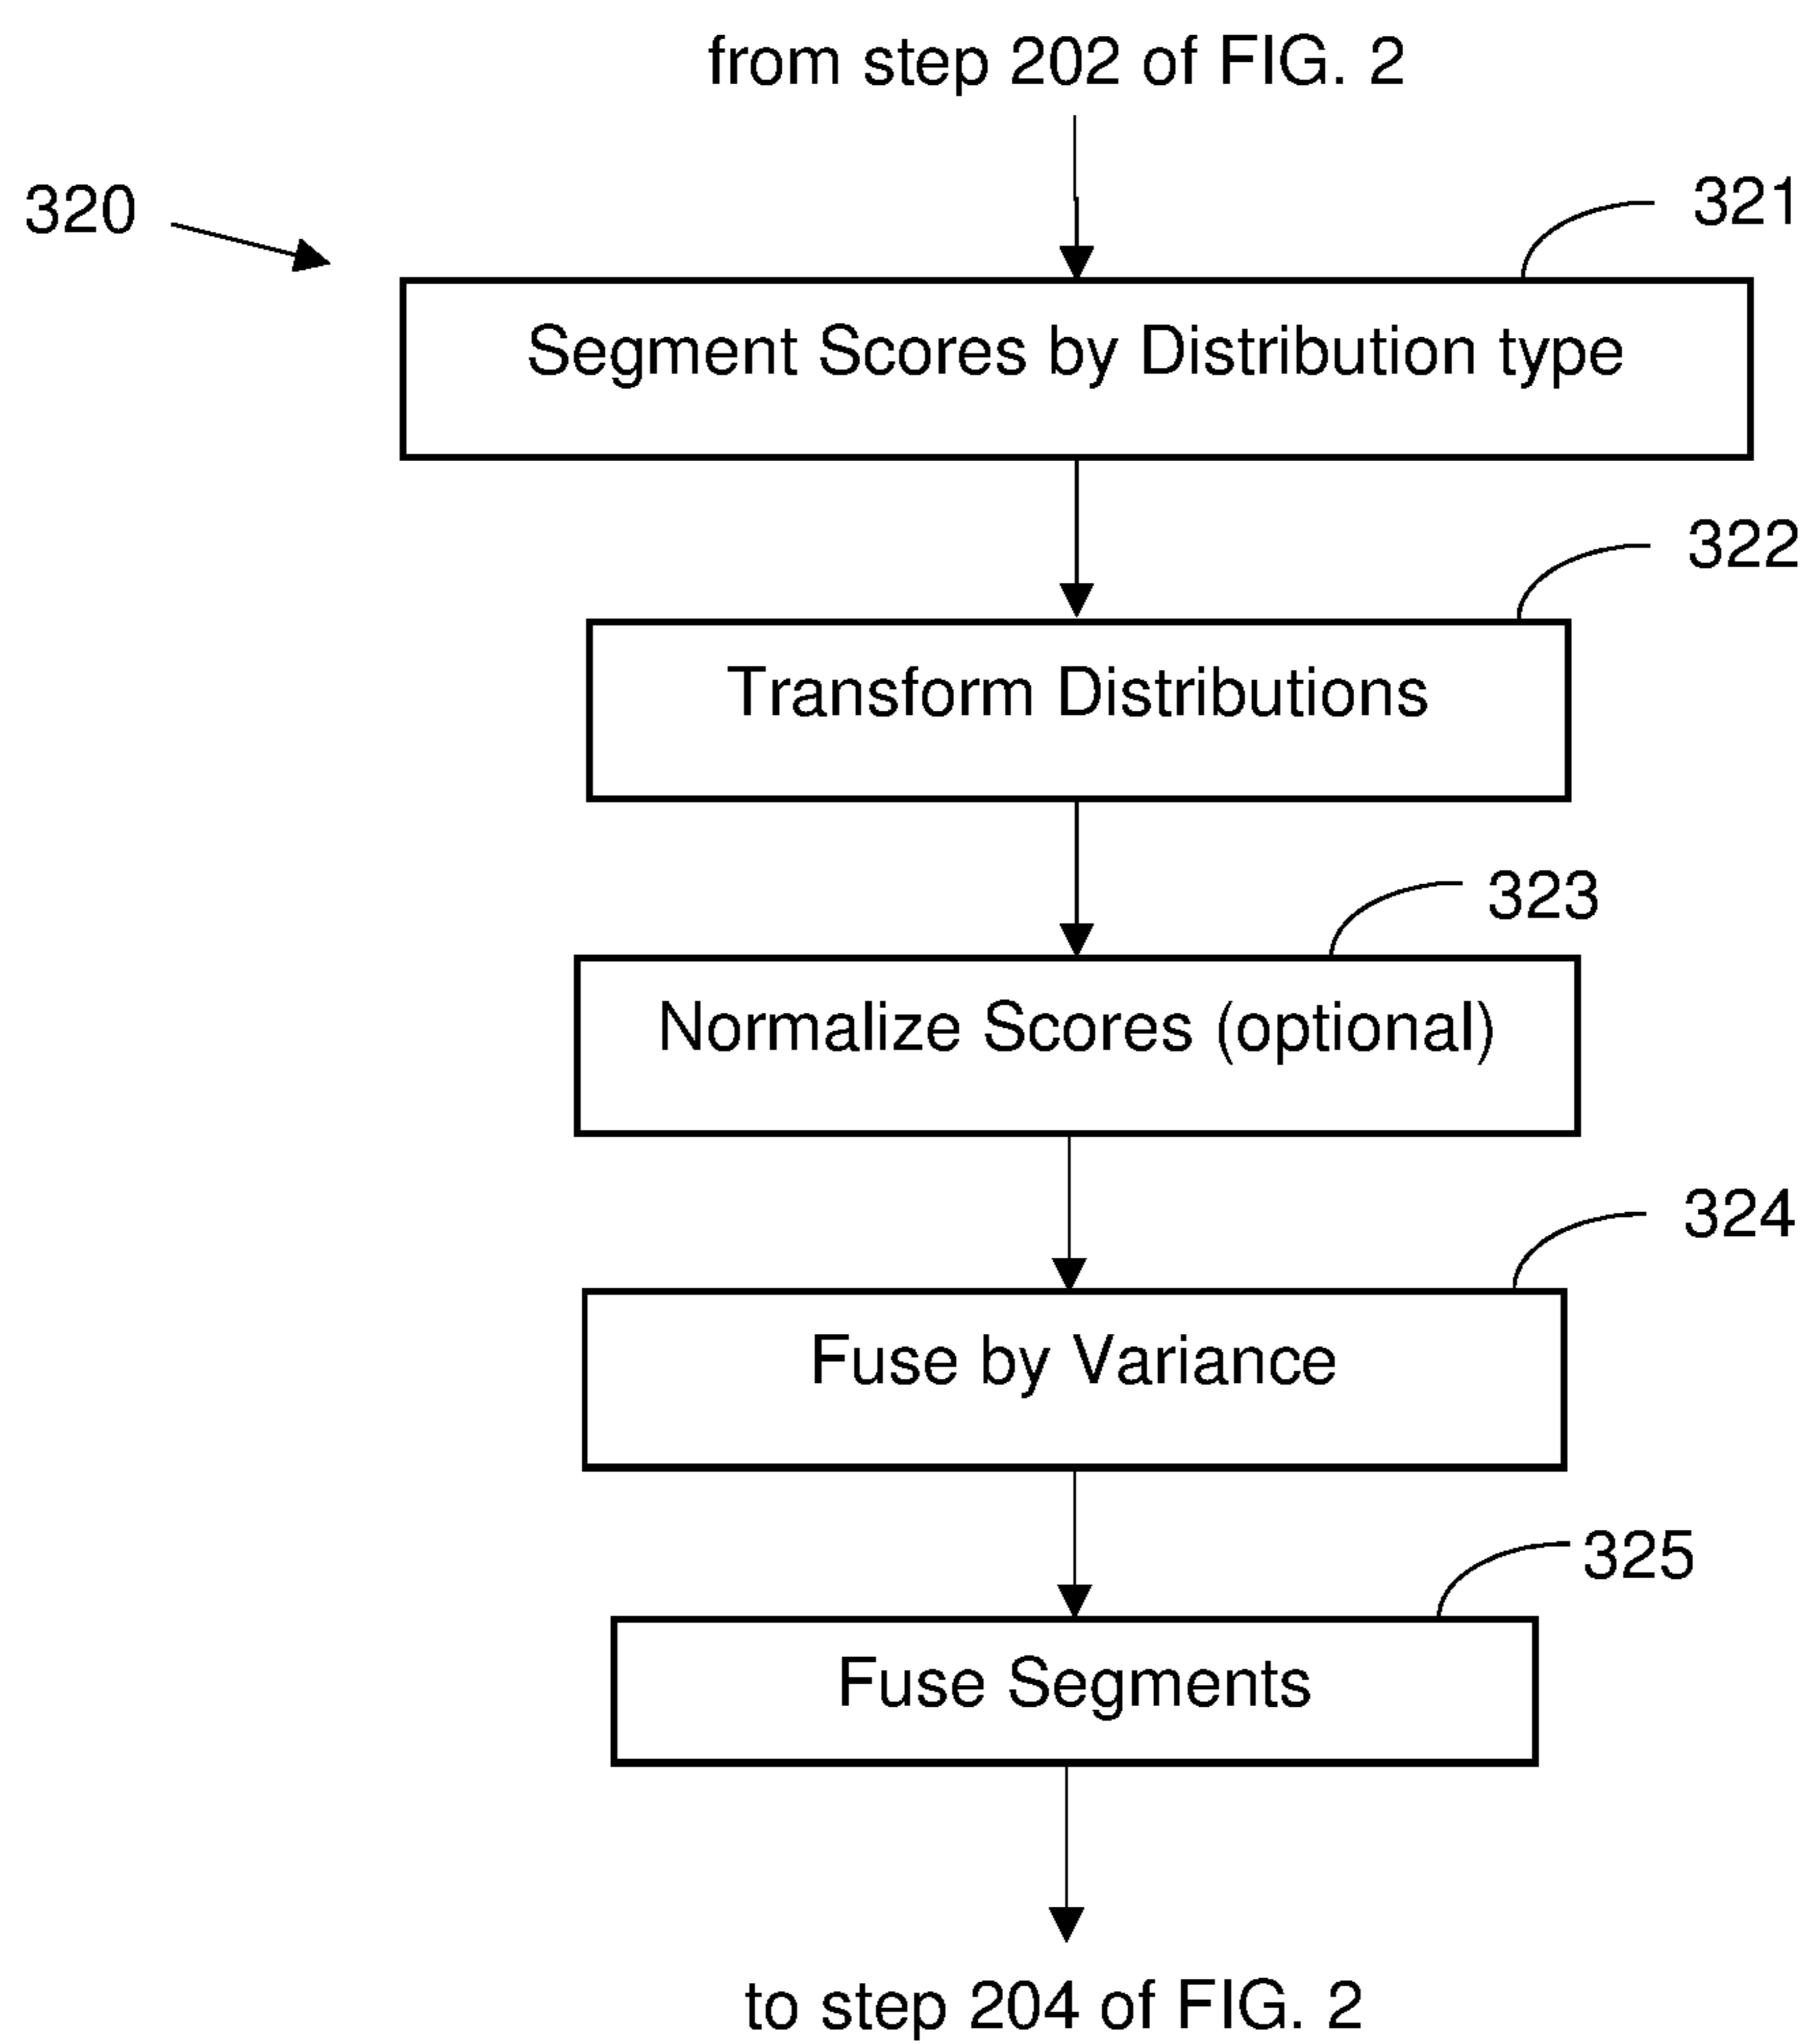 from step 202 of FIG. 2
320
321
Segment Scores by Distribution type
322
Transform Distributions
323
Normalize Scores (optional)
324
Fuse by Variance
325
Fuse Segments
to step 204 of FIG. 2